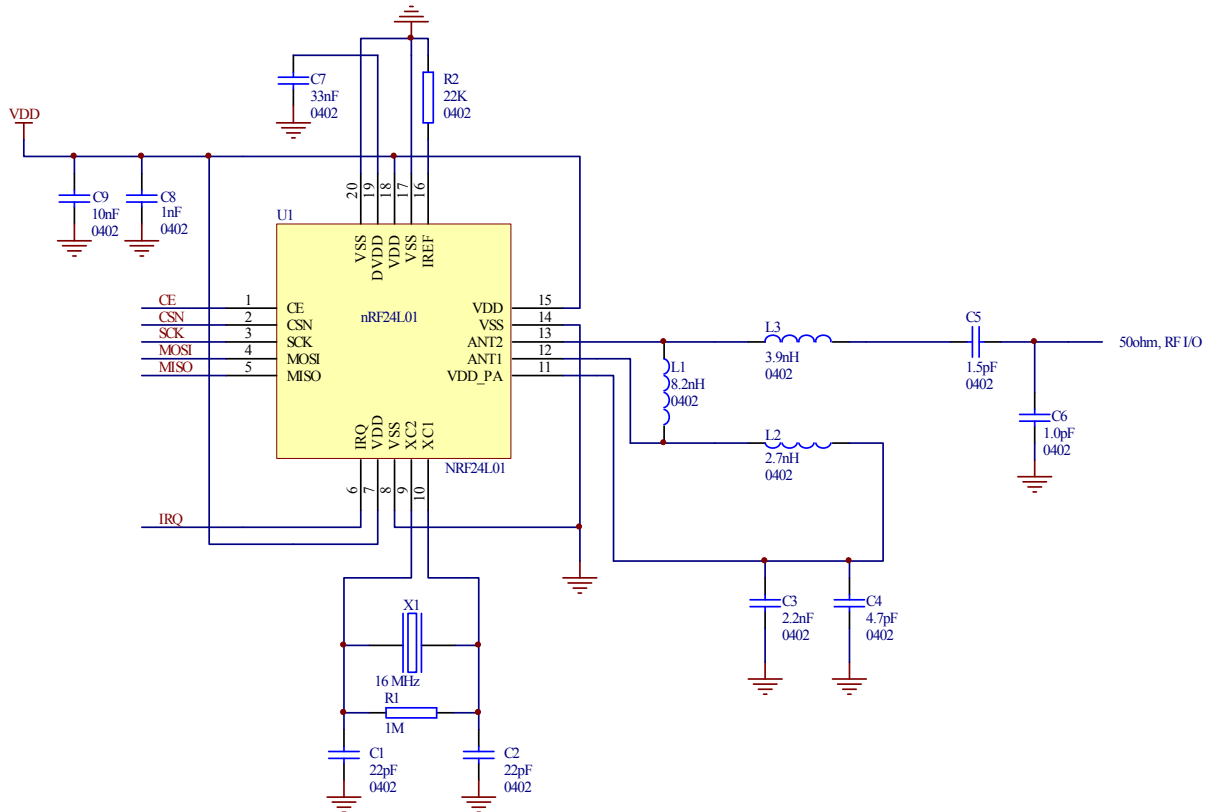 C7
33nF
0402
R2
22K
0402
VDD
C9
10nF
0402
C8
1nF
0402
20
19
18
17
16
U1
VSS
DVDD
VDD
VSS
IREF
CE
1
CE
CSN
2
CSN
SCK
3
SCK
MOSI
4
MOSI
MISO
5
MISO
nRF24L01
VDD
15
VSS
14
ANT2
13
ANT1
12
VDD_PA
11
L3
3.9nH
0402
C5
1.5pF
0402
50ohm, RF I/O
L1
8.2nH
0402
C6
1.0pF
0402
L2
2.7nH
0402
IRQ
VDD
VSS
XC2
XC1
NRF24L01
6
7
8
9
10
IRQ
C3
2.2nF
0402
C4
4.7pF
0402
X1
16 MHz
R1
1M
C1
22pF
0402
C2
22pF
0402